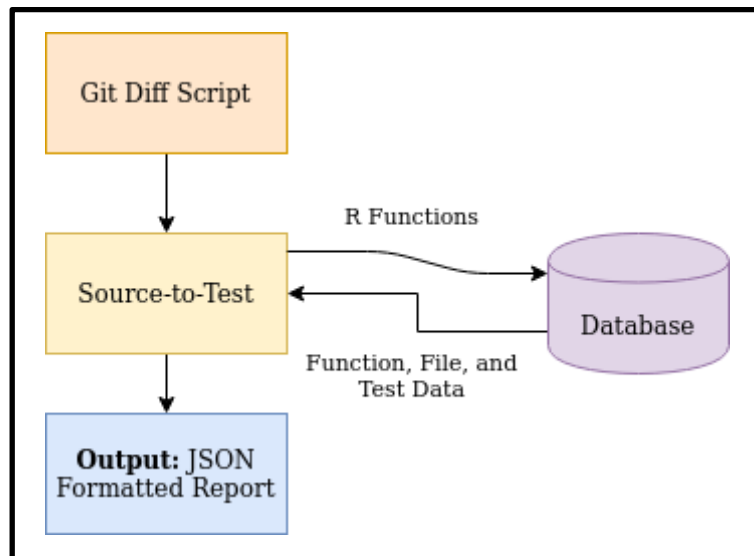 Git Diff Script
R Functions
Source-to-Test
Database
Function, File, and
Test Data
Output: JSON
Formatted Report